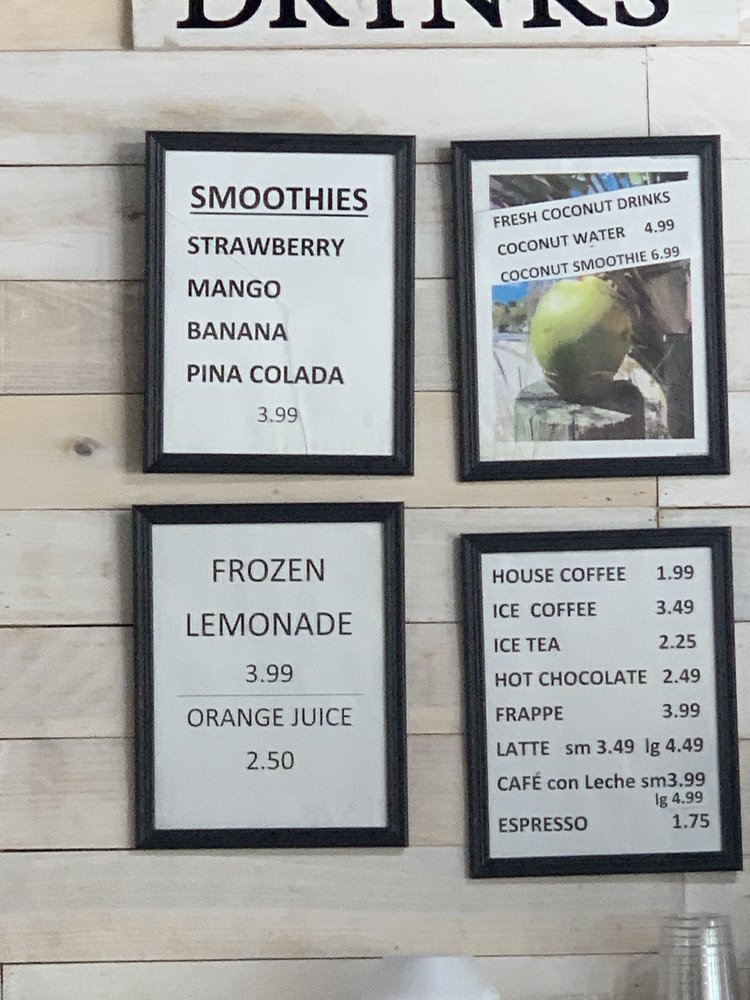 DRINKS
SMOOTHIES
STRAWBERRY
MANGO
BANANA
PINA COLADA
3.99
FRESH COCONUT DRINKS
COCONUT WATER 4.99
COCONUT SMOOTHIE 6.99
FROZEN
LEMONADE
3.99
ORANGE JUICE
2.50
HOUSE COFFEE 1.99
ICE COFFEE 3.49
ICE TEA 2.25
HOT CHOCOLATE 2.49
FRAPPE 3.99
LATTE sm 3.49 lg 4.49
CAFÉ con Leche sm3.99
lg 4.99
ESPRESSO 1.75